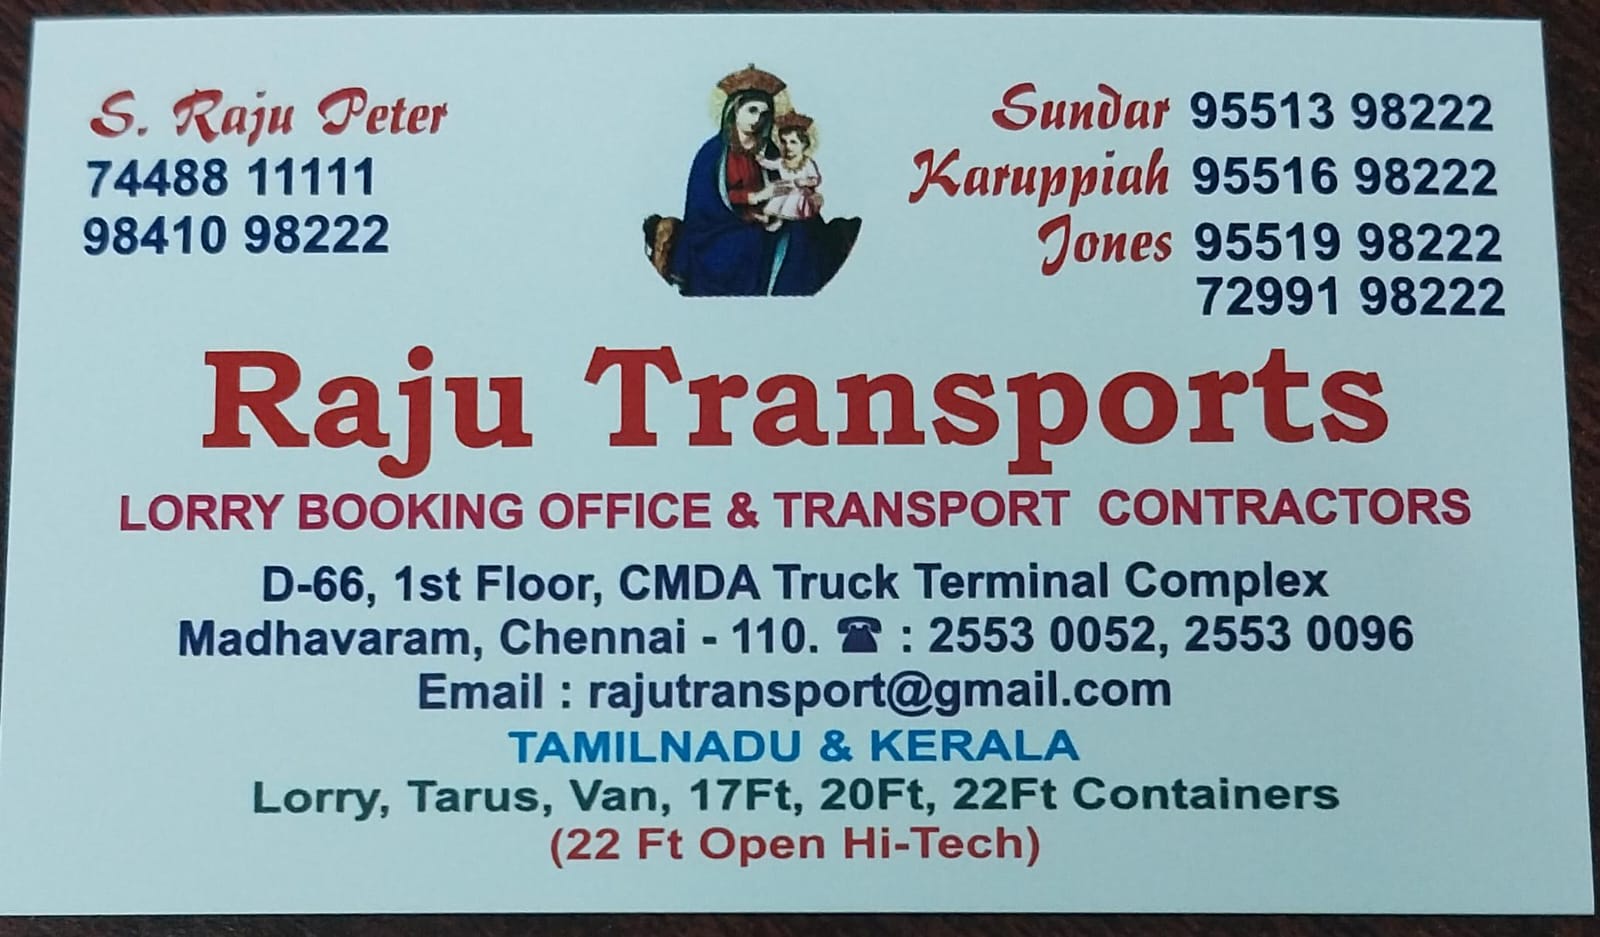 S. Raju Peter
74488 11111
98410 98222
Sundar 95513 98222
Karuppiah 95516 98222
Jones 95519 98222
72991 98222
Raju Transports
LORRY BOOKING OFFICE & TRANSPORT CONTRACTORS
D-66, 1st Floor, CMDA Truck Terminal Complex
Madhavaram, Chennai - 110. ☎ : 2553 0052, 2553 0096
Email : rajutransport@gmail.com
TAMILNADU & KERALA
Lorry, Tarus, Van, 17Ft, 20Ft, 22Ft Containers
(22 Ft Open Hi-Tech)